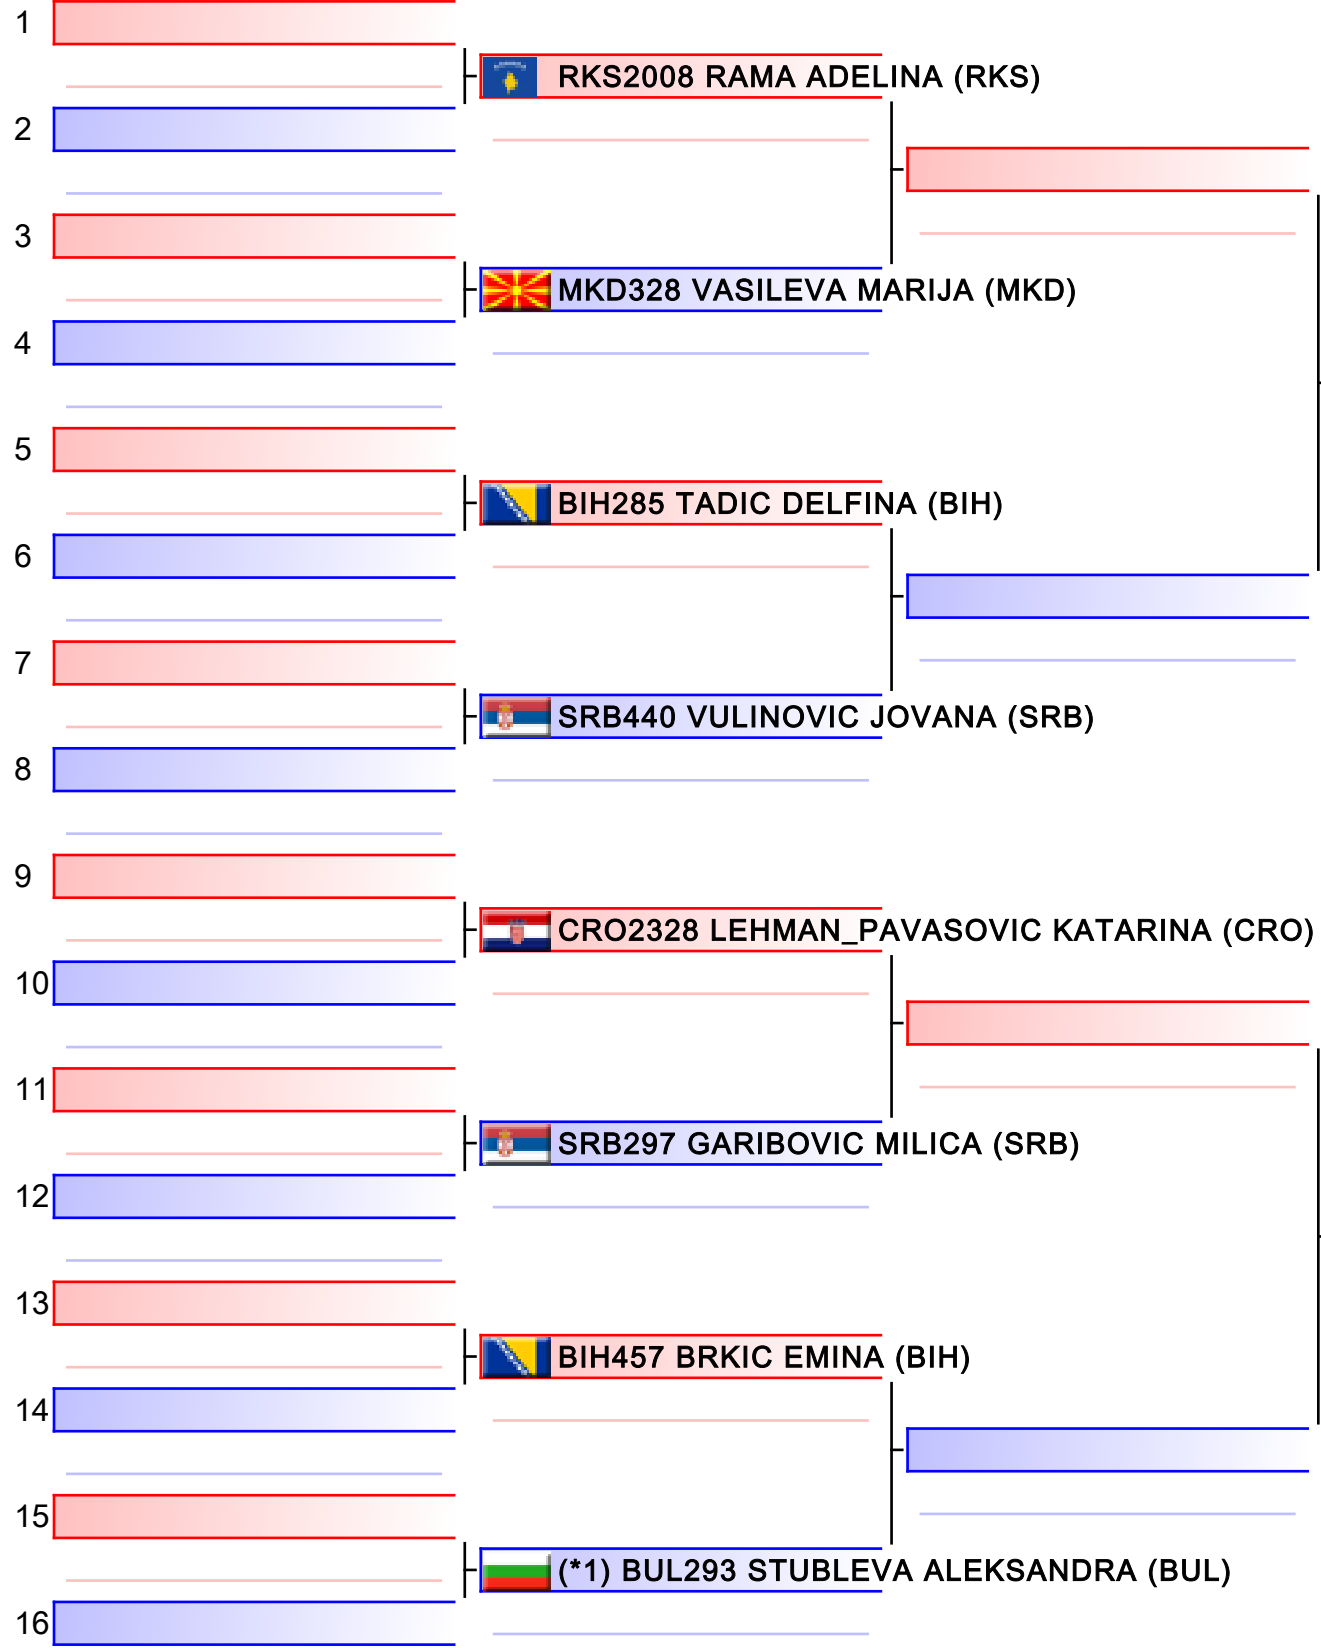 1
RKS2008 RAMA ADELINA (RKS)
2
3
MKD328 VASILEVA MARIJA (MKD)
4
5
BIH285 TADIC DELFINA (BIH)
6
7
SRB440 VULINOVIC JOVANA (SRB)
8
9
CRO2328 LEHMAN_PAVASOVIC KATARINA (CRO)
10
11
SRB297 GARIBOVIC MILICA (SRB)
12
13
BIH457 BRKIC EMINA (BIH)
14
15
(*1) BUL293 STUBLEVA ALEKSANDRA (BUL)
16